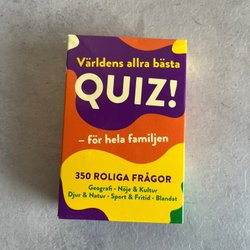 Världens allra bästa
QUIZ!
– för hela familjen
350 ROLIGA FRÅGOR
Geografi • Nöje & Kultur
Djur & Natur • Sport & Fritid • Blandat